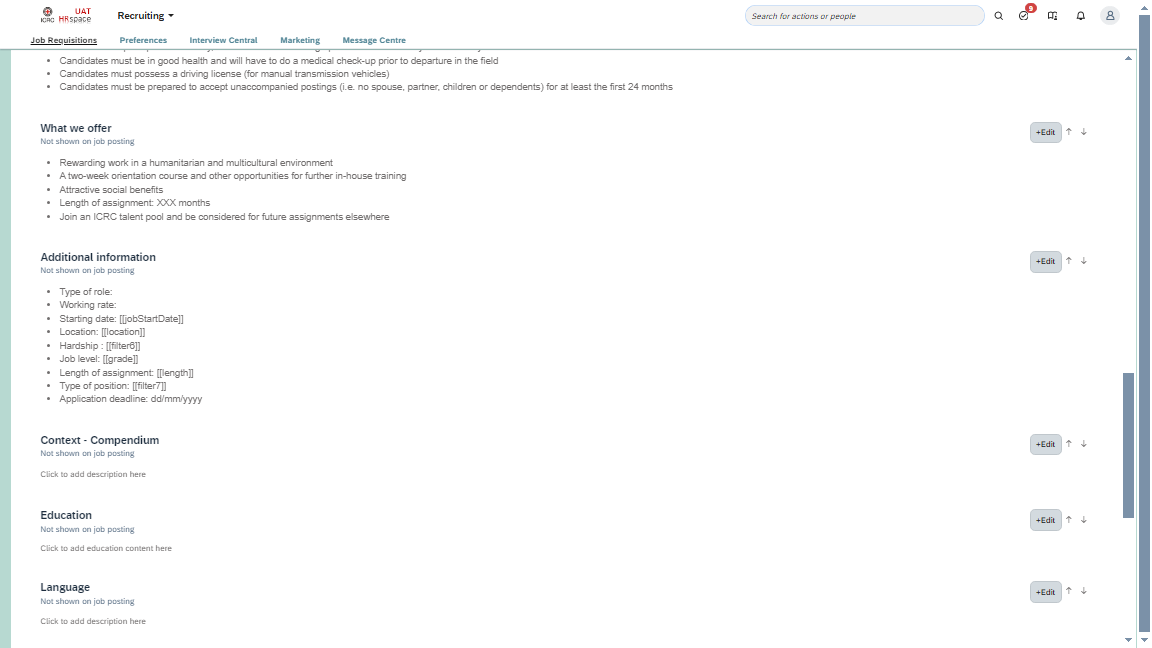 ICRC
UAT
HRspace
Recruiting
Search for actions or people
9
Job Requisitions
Preferences
Interview Central
Marketing
Message Centre
Candidates must be in good health and will have to do a medical check-up prior to departure in the field
Candidates must possess a driving license (for manual transmission vehicles)
Candidates must be prepared to accept unaccompanied postings (i.e. no spouse, partner, children or dependents) for at least the first 24 months
What we offer
+Edit
Not shown on job posting
Rewarding work in a humanitarian and multicultural environment
A two-week orientation course and other opportunities for further in-house training
Attractive social benefits
Length of assignment: XXX months
Join an ICRC talent pool and be considered for future assignments elsewhere
Additional information
+Edit
Not shown on job posting
Type of role:
Working rate:
Starting date: [[jobStartDate]]
Location: [[location]]
Hardship : [[filter6]]
Job level: [[grade]]
Length of assignment: [[length]]
Type of position: [[filter7]]
Application deadline: dd/mm/yyyy
Context - Compendium
+Edit
Not shown on job posting
Click to add description here
Education
+Edit
Not shown on job posting
Click to add education content here
Language
+Edit
Not shown on job posting
Click to add description here